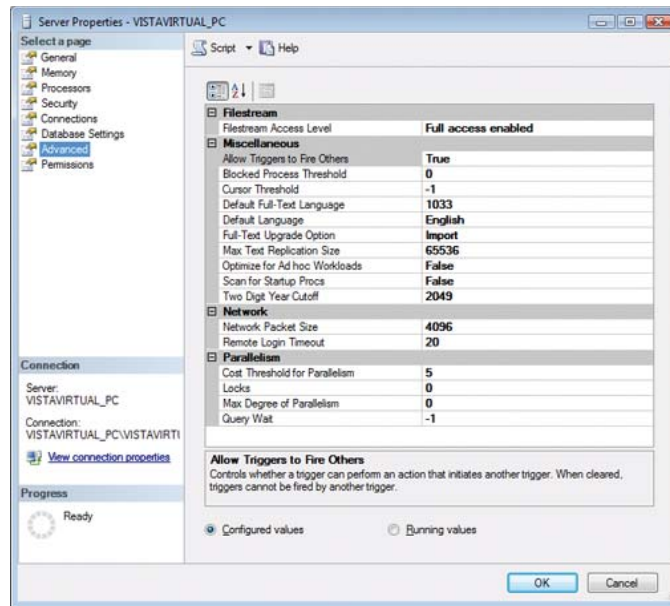 Server Properties - VISTAVIRTUAL_PC
Select a page
General
Memory
Processors
Security
Connections
Database Settings
Advanced
Permissions
Connection
Server:
VISTAVIRTUAL_PC
Connection:
VISTAVIRTUAL_PC\VISTAVIRTU
View connection properties
Progress
Ready
Script Help
Filestream
Filestream Access Level Full access enabled
Miscellaneous
Allow Triggers to Fire Others True
Blocked Process Threshold 0
Cursor Threshold -1
Default Full-Text Language 1033
Default Language English
Full-Text Upgrade Option Import
Max Text Replication Size 65536
Optimize for Ad hoc Workloads False
Scan for Startup Procs False
Two Digit Year Cutoff 2049
Network
Network Packet Size 4096
Remote Login Timeout 20
Parallelism
Cost Threshold for Parallelism 5
Locks 0
Max Degree of Parallelism 0
Query Wait -1
Allow Triggers to Fire Others
Controls whether a trigger can perform an action that initiates another trigger. When cleared,
triggers cannot be fired by another trigger.
Configured values Running values
OK Cancel